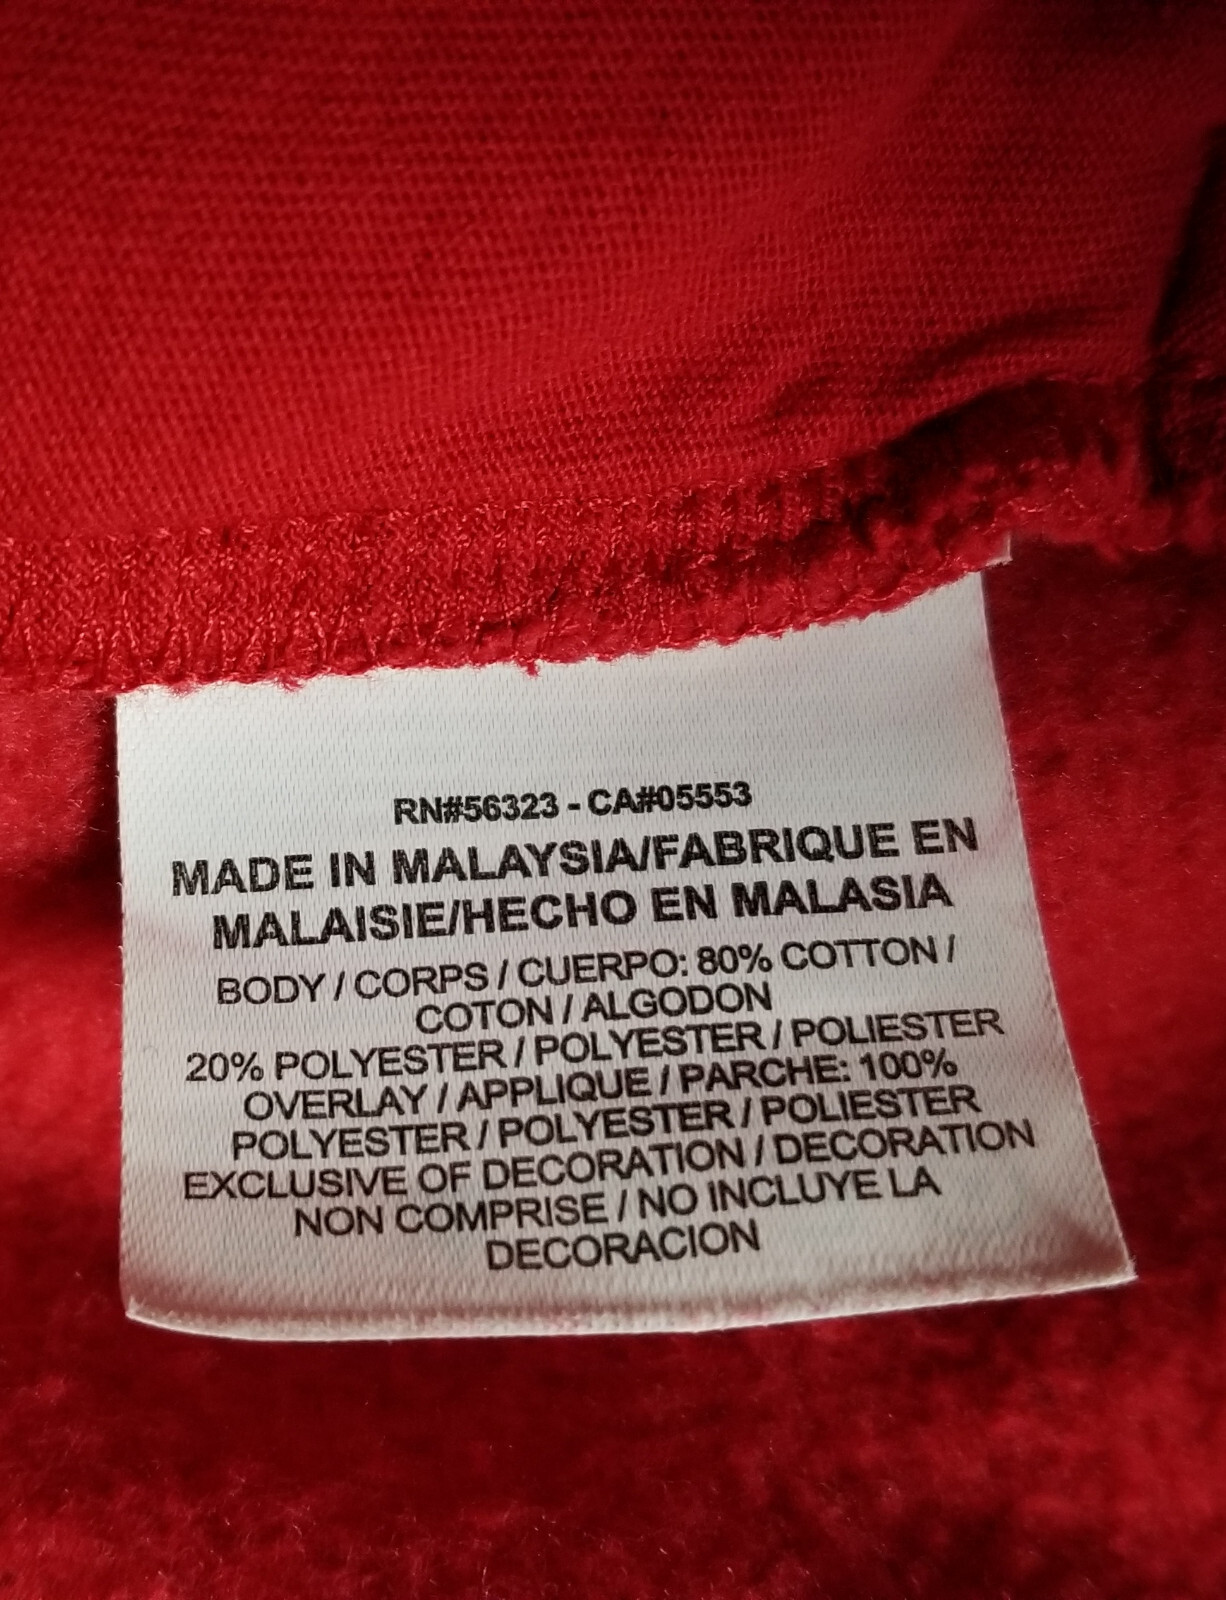 RN#56323 - CA#05553
MADE IN MALAYSIA/FABRIQUE EN
MALAISIE/HECHO EN MALASIA
BODY / CORPS / CUERPO: 80% COTTON /
COTON / ALGODON
20% POLYESTER / POLYESTER / POLIESTER
OVERLAY / APPLIQUE / PARCHE: 100%
POLYESTER / POLYESTER / POLIESTER
EXCLUSIVE OF DECORATION / DECORATION
NON COMPRISE / NO INCLUYE LA
DECORACION